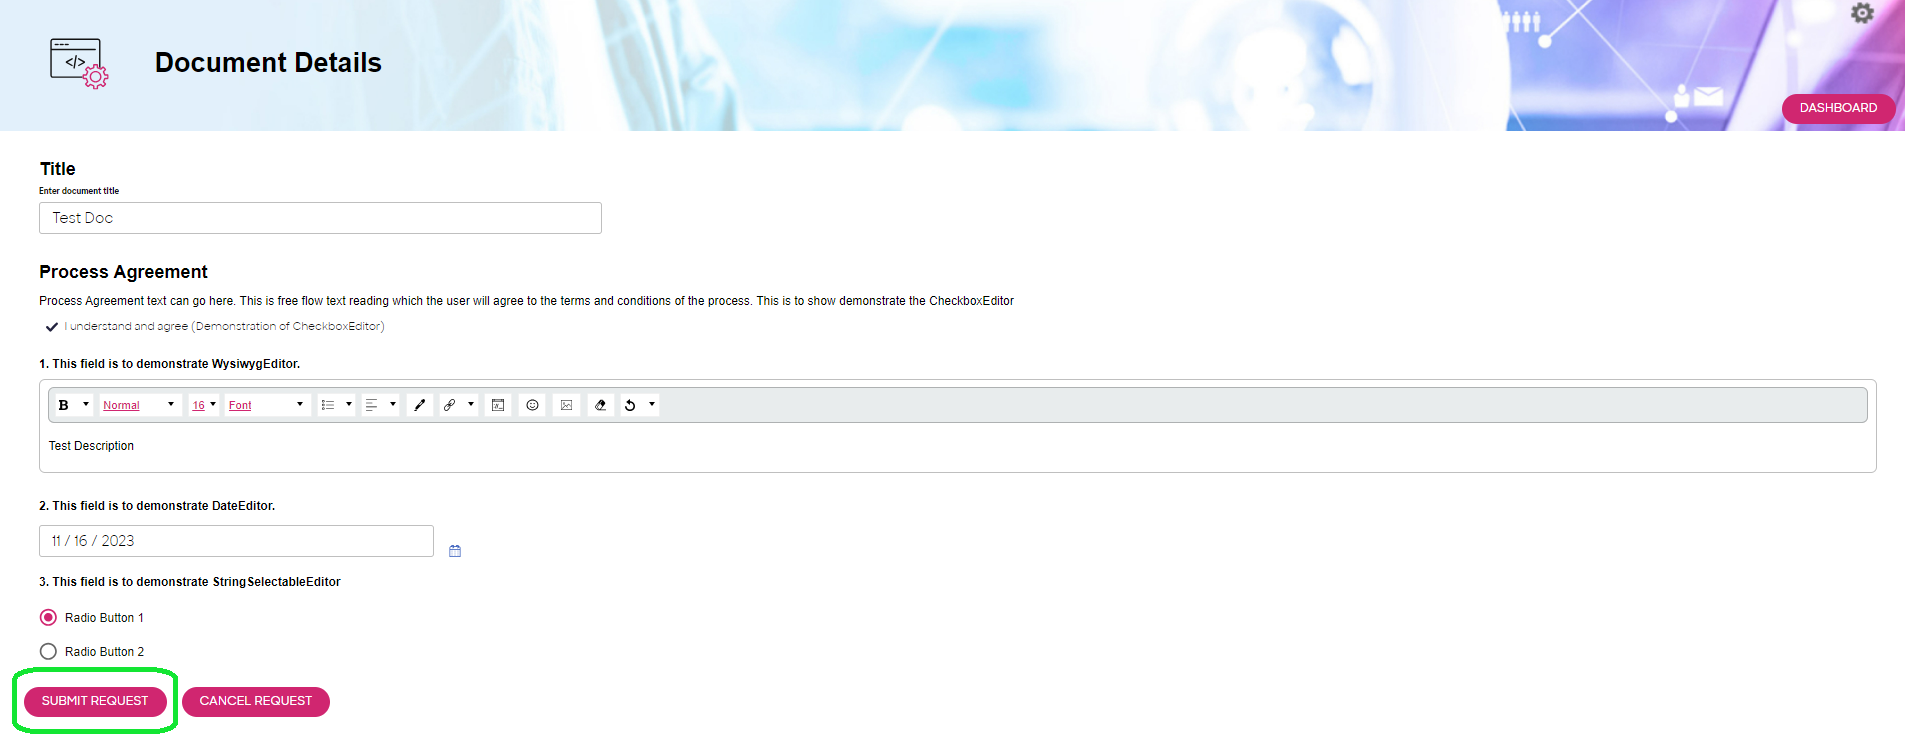 Document Details
DASHBOARD
Title
Enter document title
Test Doc
Process Agreement
Process Agreement text can go here. This is free flow text reading which the user will agree to the terms and conditions of the process. This is to show demonstrate the CheckboxEditor
I understand and agree (Demonstration of CheckboxEditor)
1. This field is to demonstrate WysiwygEditor.
B Normal 16 Font
Test Description
2. This field is to demonstrate DateEditor.
11 / 16 / 2023
3. This field is to demonstrate StringSelectableEditor
Radio Button 1
Radio Button 2
SUBMIT REQUEST CANCEL REQUEST